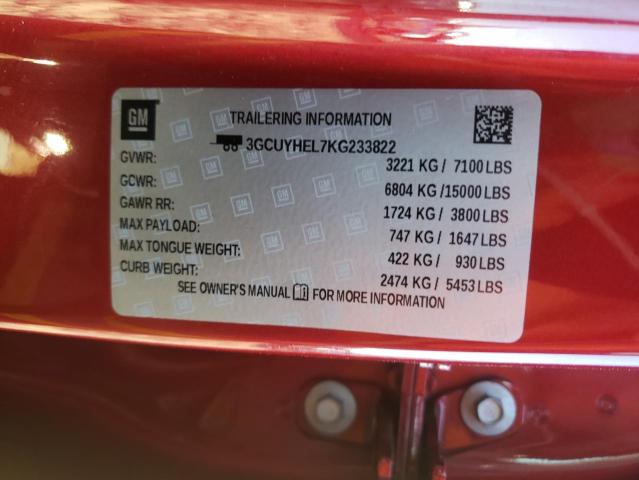 GM
TRAILERING INFORMATION
3GCUYHEL7KG233822
GVWR: 3221 KG / 7100 LBS
GCWR: 6804 KG /15000 LBS
GAWR RR: 1724 KG / 3800 LBS
MAX PAYLOAD: 747 KG / 1647 LBS
MAX TONGUE WEIGHT: 422 KG / 930 LBS
CURB WEIGHT: 2474 KG / 5453 LBS
SEE OWNER'S MANUAL FOR MORE INFORMATION